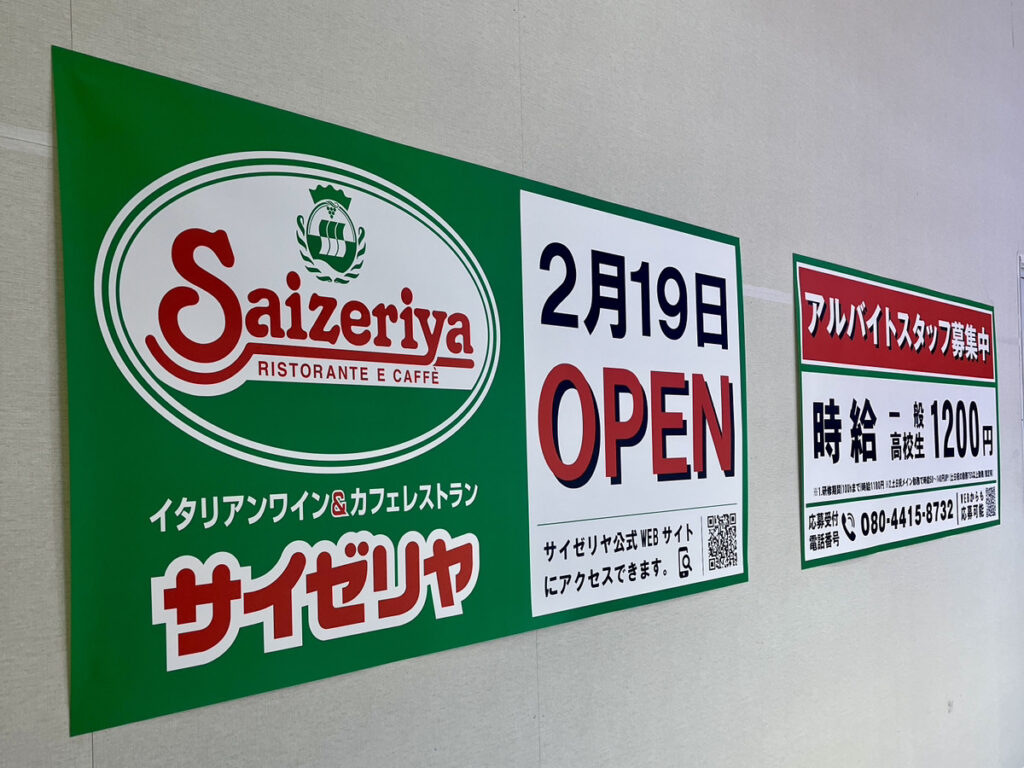 Saizeriya
RISTORANTE E CAFFÈ
イタリアンワイン&カフェレストラン
サイゼリヤ
2月19日
OPEN
サイゼリヤ公式WEBサイト
にアクセスできます。
アルバイトスタッフ募集中
時給 一般 高校生 1200円
応募受付
電話番号
080-4415-8732
WEBからも
応募可能